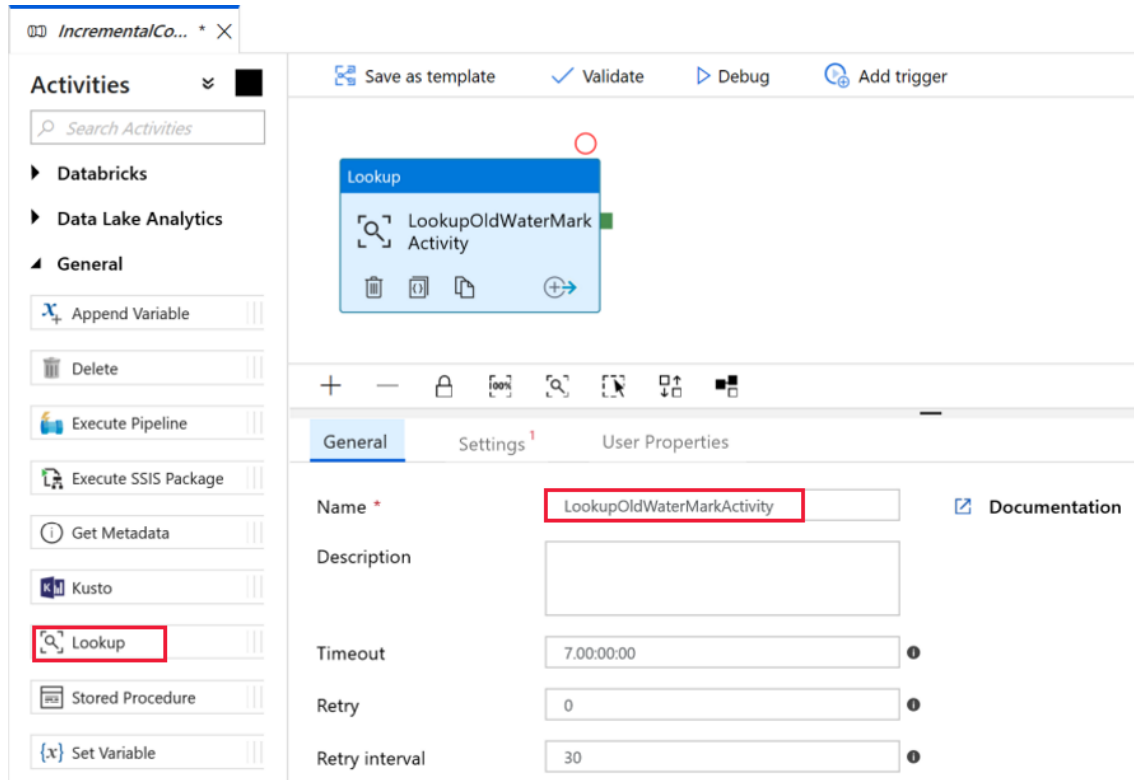 IncrementalCo... *
Activities
Save as template
Validate
Debug
Add trigger
Search Activities
Databricks
Data Lake Analytics
General
Append Variable
Delete
Execute Pipeline
Execute SSIS Package
Get Metadata
Kusto
Lookup
Stored Procedure
{x} Set Variable
Lookup
LookupOldWaterMark
Activity
100%
General
Settings 1
User Properties
Name *
LookupOldWaterMarkActivity
Documentation
Description
Timeout
7.00:00:00
Retry
0
Retry interval
30